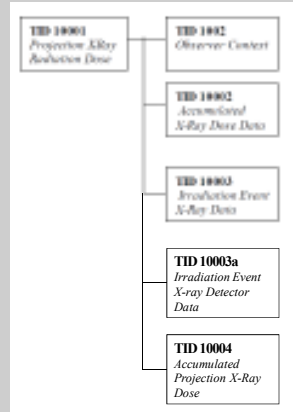 TID 10001
Projection XRay
Radiation Dose
TID 1002
Observer Context
TID 10002
Accumulated
X-Ray Dose Data
TID 10003
Irradiation Event
X-Ray Data
TID 10003a
Irradiation Event
X-ray Detector
Data
TID 10004
Accumulated
Projection X-Ray
Dose